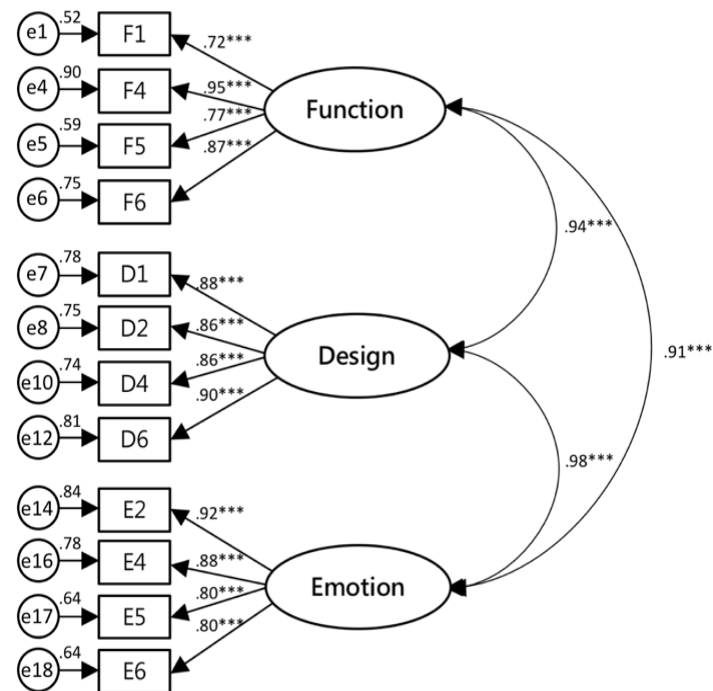 e1 .52 F1 .72***
e4 .90 F4 .95***
e5 .59 F5 .77***
e6 .75 F6 .87***
Function
.94***
e7 .78 D1 .88***
e8 .75 D2 .86***
e10 .74 D4 .86***
e12 .81 D6 .90***
Design
.91***
.98***
e14 .84 E2 .92***
e16 .78 E4 .88***
e17 .64 E5 .80***
e18 .64 E6 .80***
Emotion